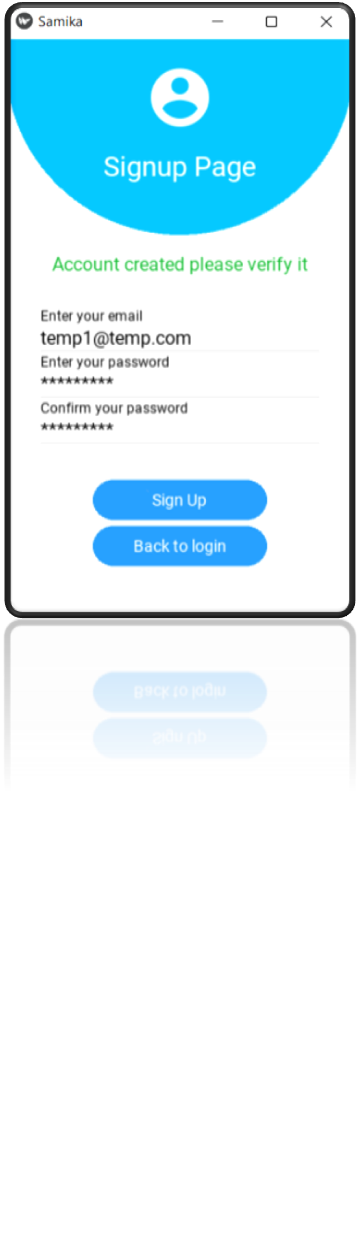 Samika
Signup Page
Account created please verify it
Enter your email
temp1@temp.com
Enter your password
*********
Confirm your password
*********
Sign Up
Back to login